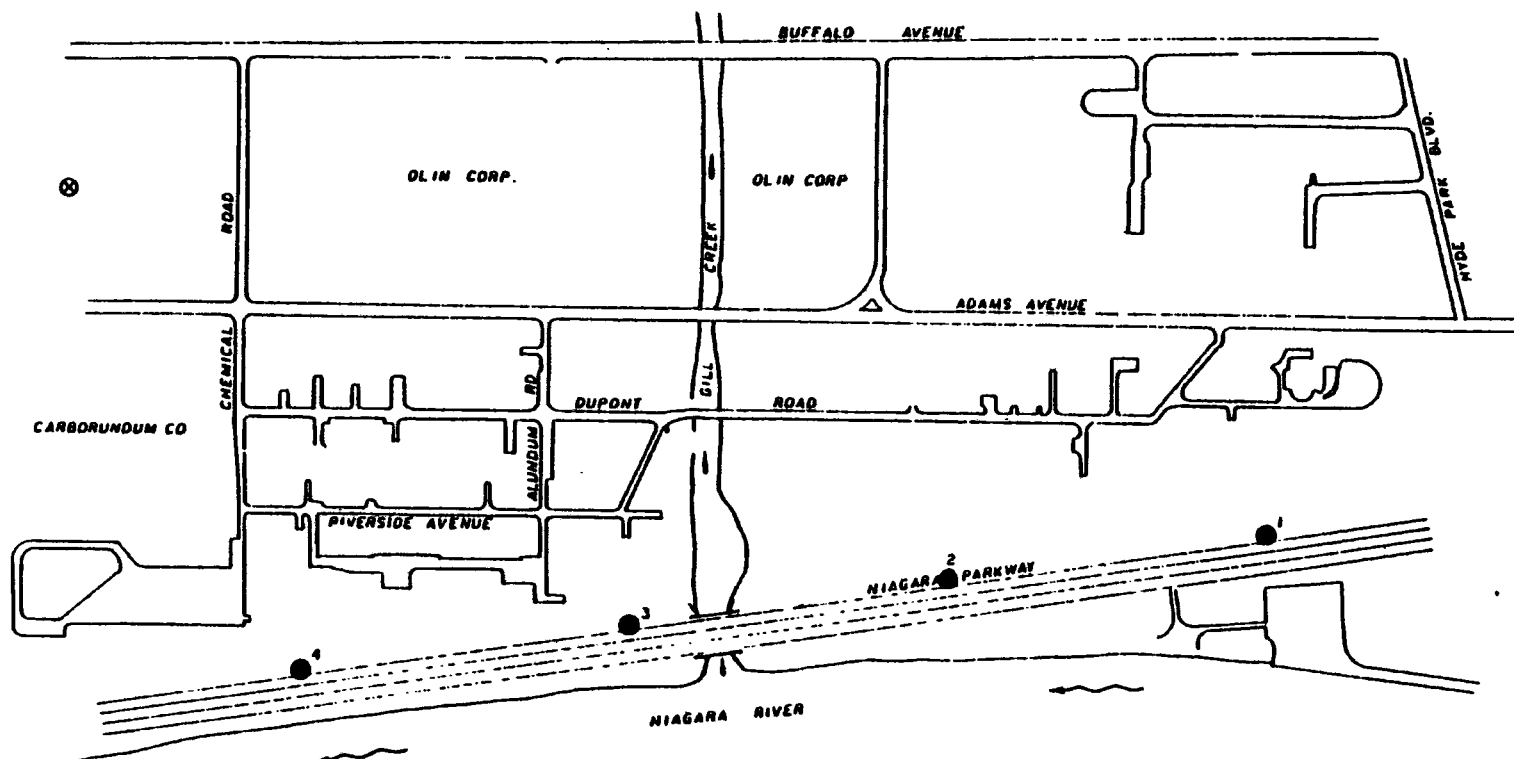 BUFFALO AVENUE
OLIN CORP.
OLIN CORP
ROAD
CREEK
HYDE PARK BLVD.
ADAMS AVENUE
CHEMICAL
RD
GILL
DUPONT ROAD
CARBORUNDUM CO
ALUNDUM
RIVERSIDE AVENUE
1
2
NIAGARA PARKWAY
3
4
NIAGARA RIVER